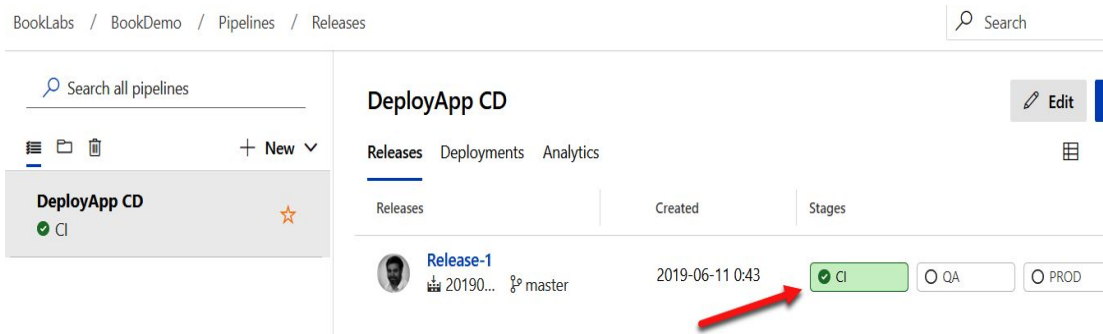 BookLabs / BookDemo / Pipelines / Releases
Search
Search all pipelines
New
DeployApp CD
CI
DeployApp CD
Edit
Releases Deployments Analytics
Releases Created Stages
Release-1
20190... master
2019-06-11 0:43
CI
QA
PROD